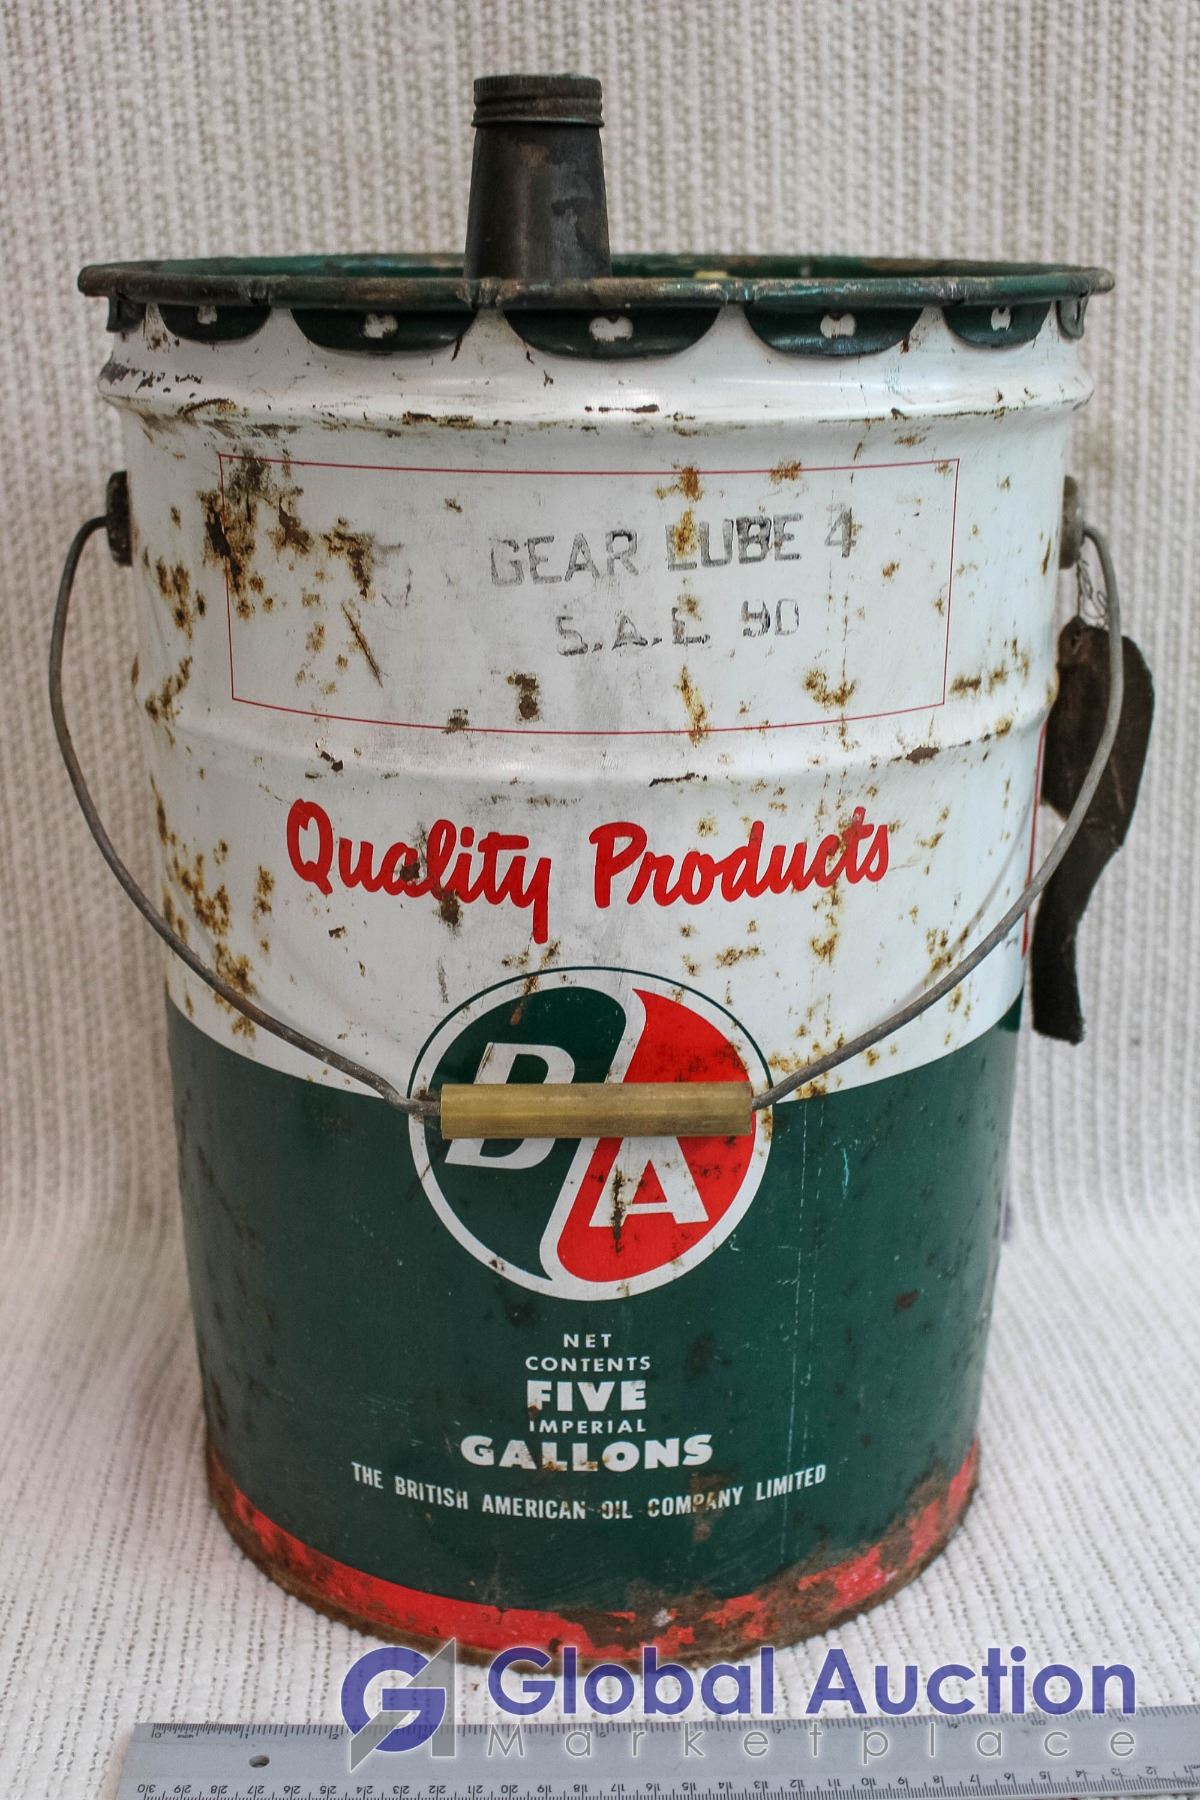 GEAR LUBE 4
S.A.E. 90
Quality Products
BA
NET
CONTENTS
FIVE
IMPERIAL
GALLONS
THE BRITISH AMERICAN OIL COMPANY LIMITED
Global Auction
Marketplace